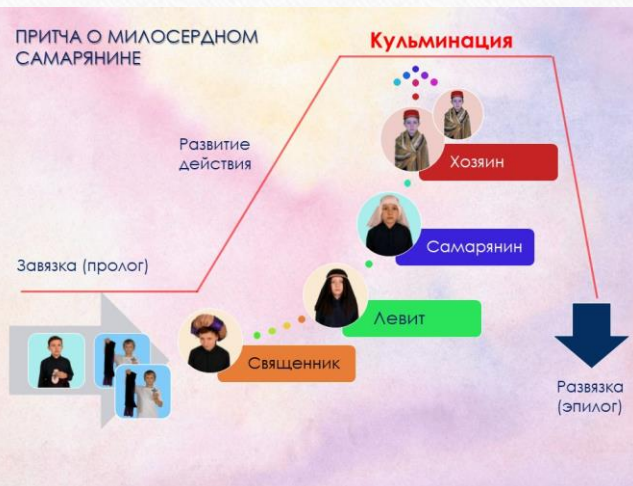 ПРИТЧА О МИЛОСЕРДНОМ
САМАРЯНИНЕ
Кульминация
Развитие
действия
Хозяин
Самарянин
Завязка (пролог)
Левит
Священник
Развязка
(эпилог)